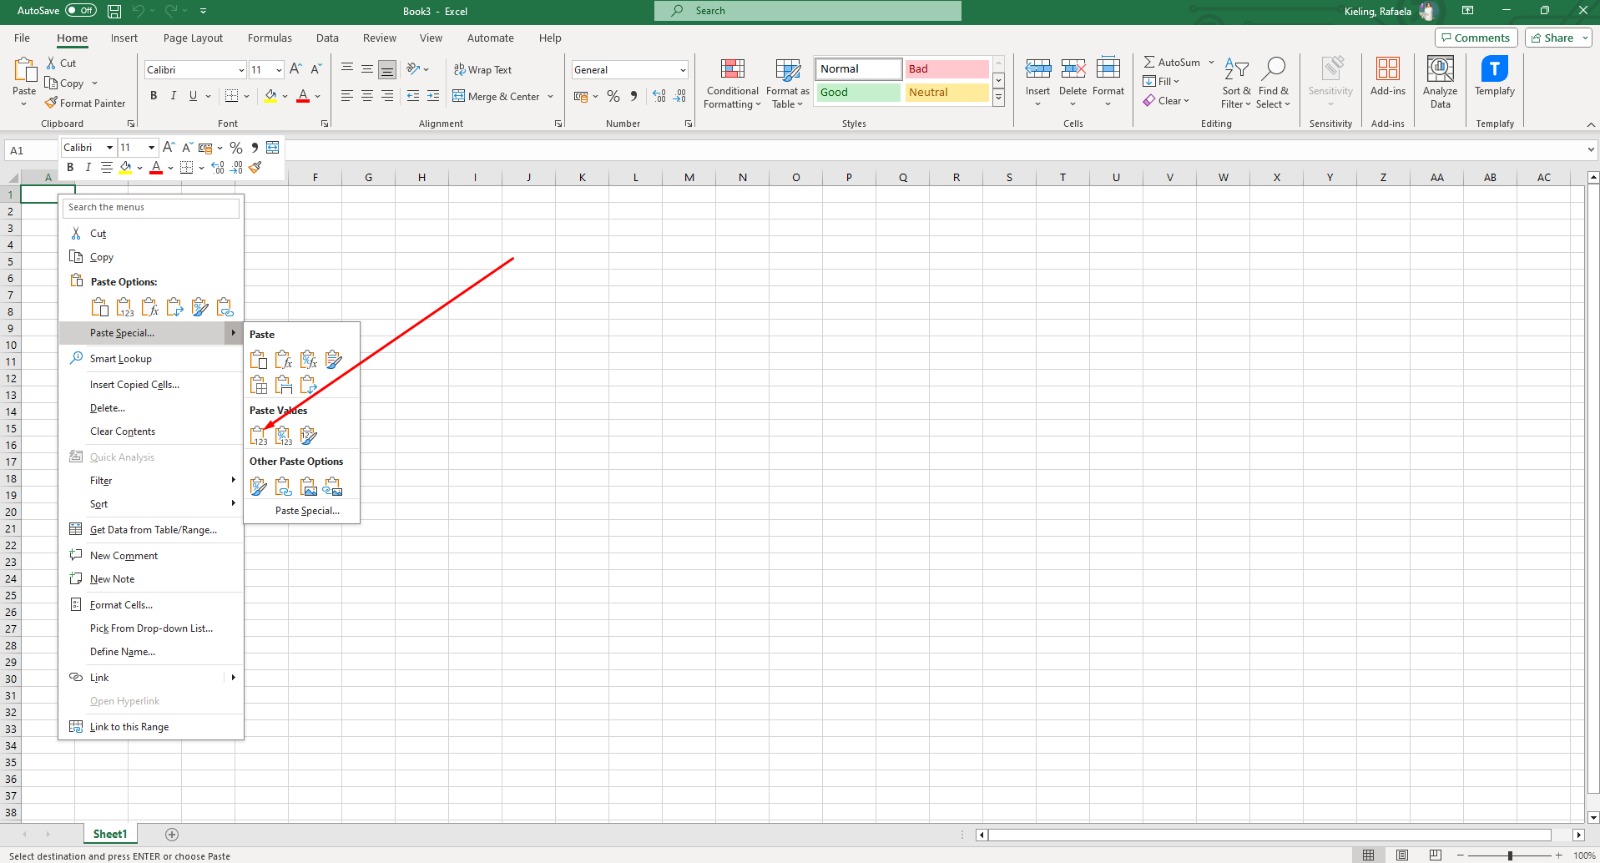 AutoSave Off Book3 - Excel Search Kieling, Rafaela
File Home Insert Page Layout Formulas Data Review View Automate Help Comments Share
Paste Cut Copy Format Painter Clipboard
Calibri 11 B I U Font
Wrap Text Merge & Center Alignment
General % Number
Conditional Formatting Format as Table Normal Bad Good Neutral Styles
Insert Delete Format Cells
AutoSum Fill Clear Sort & Filter Find & Select Editing
Sensitivity Sensitivity
Add-ins Add-ins
Analyze Data
Templafy Templafy
A1
Calibri 11 %
B I A
A F G H I J K L M N O P Q R S T U V W X Y Z AA AB AC
1
2
3
4
5
6
7
8
9
10
11
12
13
14
15
16
17
18
19
20
21
22
23
24
25
26
27
28
29
30
31
32
33
34
35
36
37
38
Search the menus
Cut
Copy
Paste Options:
Paste Special...
Smart Lookup
Insert Copied Cells...
Delete...
Clear Contents
Quick Analysis
Filter
Sort
Get Data from Table/Range...
New Comment
New Note
Format Cells...
Pick From Drop-down List...
Define Name...
Link
Open Hyperlink
Link to this Range
Paste
Paste Values
Other Paste Options
Paste Special...
Sheet1
Select destination and press ENTER or choose Paste 100%